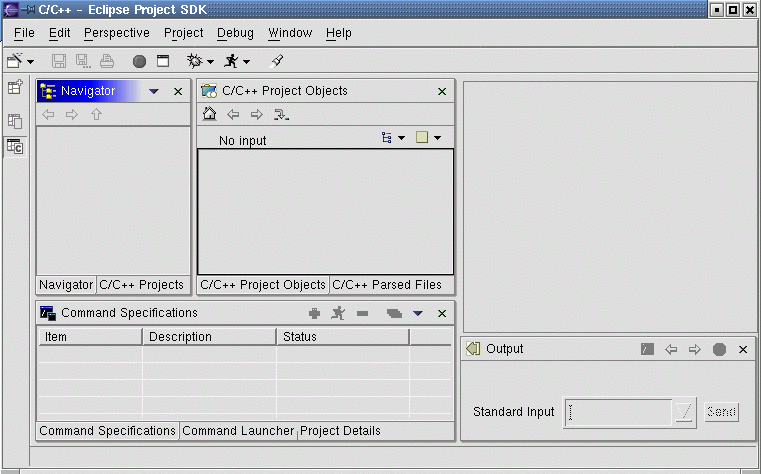 C/C++ - Eclipse Project SDK
File Edit Perspective Project Debug Window Help
Navigator
C/C++ Project Objects
No input
Navigator C/C++ Projects
C/C++ Project Objects C/C++ Parsed Files
Command Specifications
Item Description Status
Command Specifications Command Launcher Project Details
Output
Standard Input Send